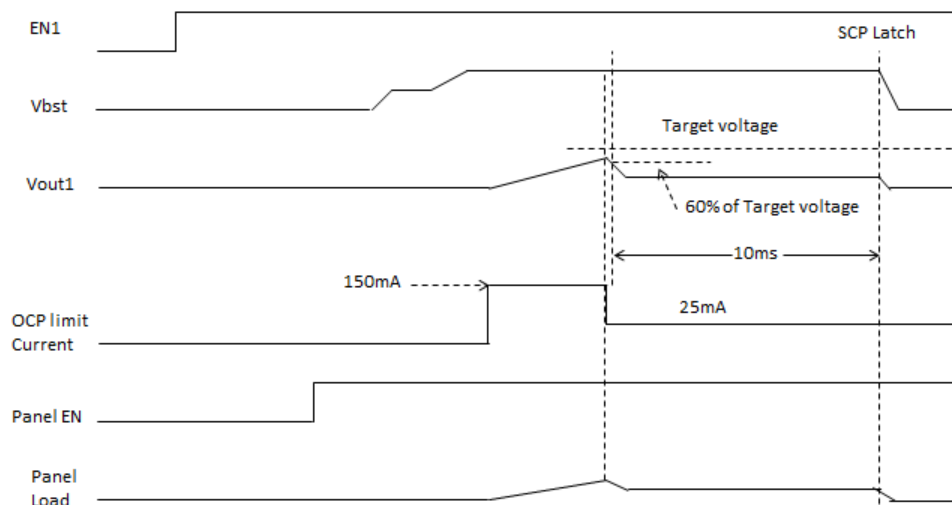 EN1
SCP Latch
Vbst
Target voltage
Vout1
60% of Target voltage
10ms
150mA
25mA
OCP limit
Current
Panel EN
Panel
Load